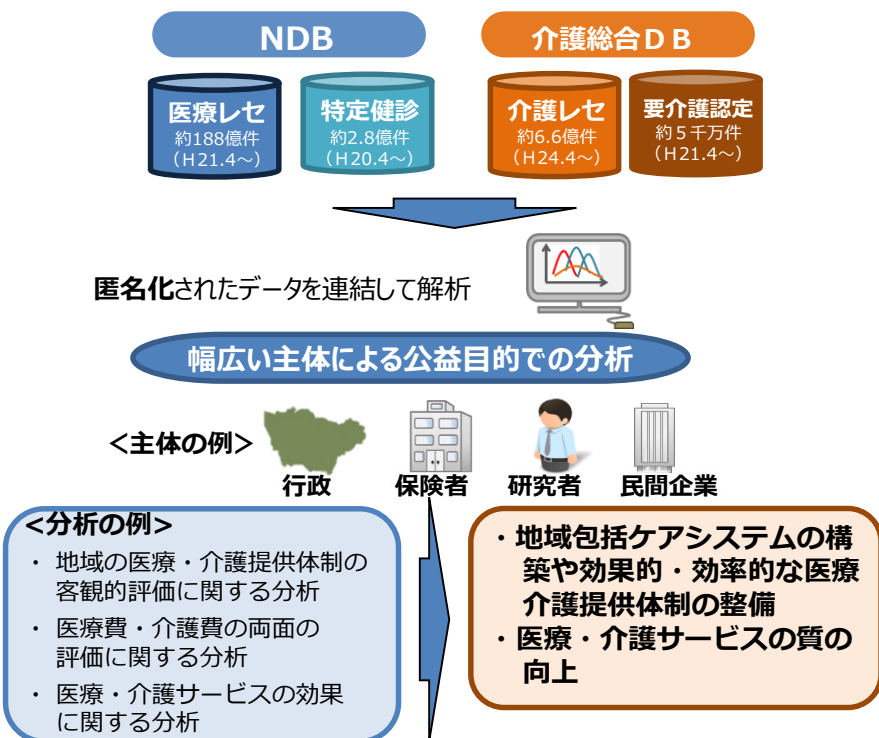 NDB
介護総合ＤＢ
医療レセ
約188億件
（H21.4～）
特定健診
約2.8億件
（H20.4～）
介護レセ
約6.6億件
（H24.4～）
要介護認定
約５千万件
（H21.4～）
匿名化されたデータを連結して解析
幅広い主体による公益目的での分析
＜主体の例＞
行政
保険者
研究者
民間企業
<分析の例>
・ 地域の医療・介護提供体制の
客観的評価に関する分析
・ 医療費・介護費の両面の
評価に関する分析
・ 医療・介護サービスの効果
に関する分析
・地域包括ケアシステムの構
築や効果的・効率的な医療
介護提供体制の整備
・医療・介護サービスの質の
向上